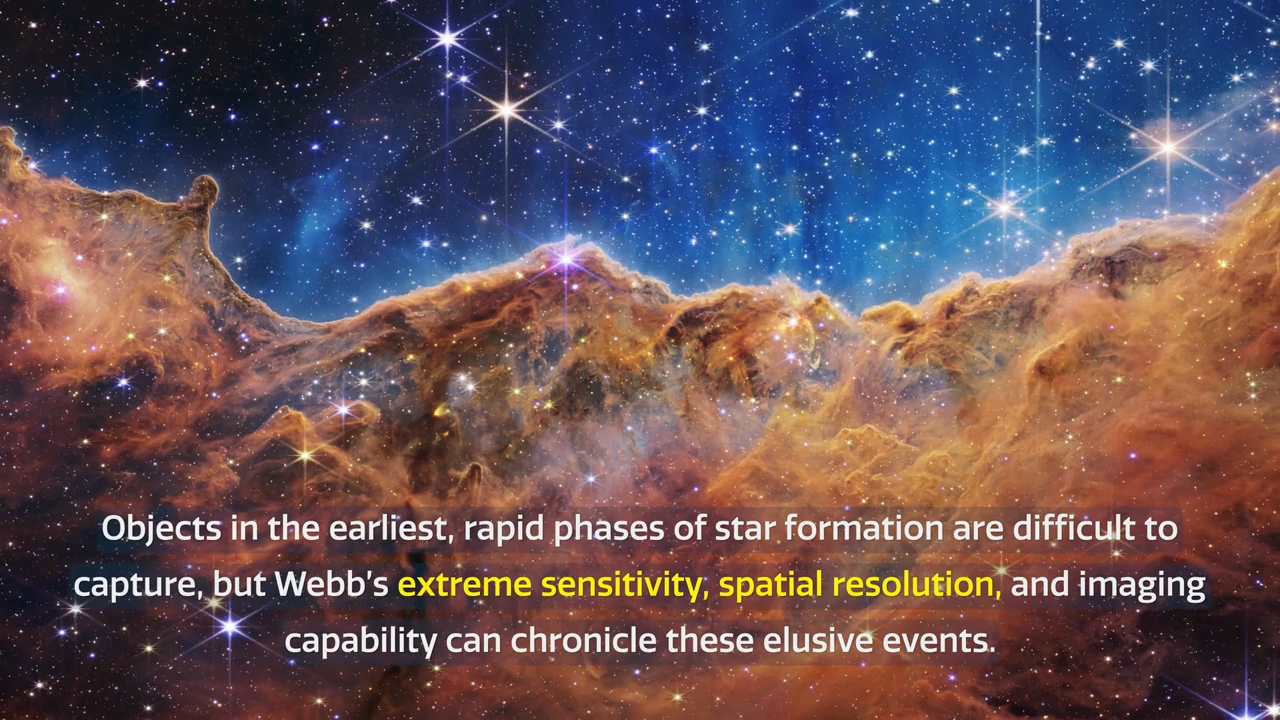 Objects in the earliest, rapid phases of star formation are difficult to
capture, but Webb's extreme sensitivity, spatial resolution, and imaging
capability can chronicle these elusive events.